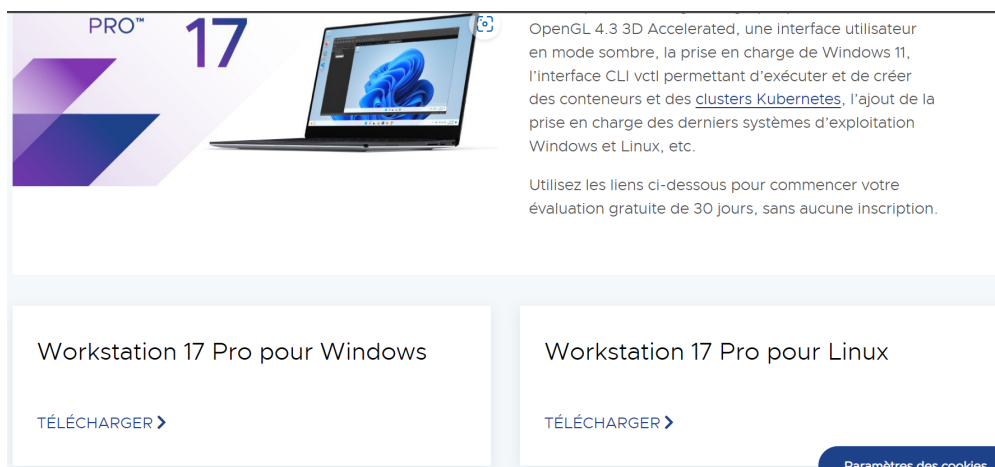 PRO™ 17
OpenGL 4.3 3D Accelerated, une interface utilisateur
en mode sombre, la prise en charge de Windows 11,
l'interface CLI vctl permettant d'exécuter et de créer
des conteneurs et des clusters Kubernetes, l'ajout de la
prise en charge des derniers systèmes d'exploitation
Windows et Linux, etc.
Utilisez les liens ci-dessous pour commencer votre
évaluation gratuite de 30 jours, sans aucune inscription.
Workstation 17 Pro pour Windows
TÉLÉCHARGER
Workstation 17 Pro pour Linux
TÉLÉCHARGER
Paramètres des cookies